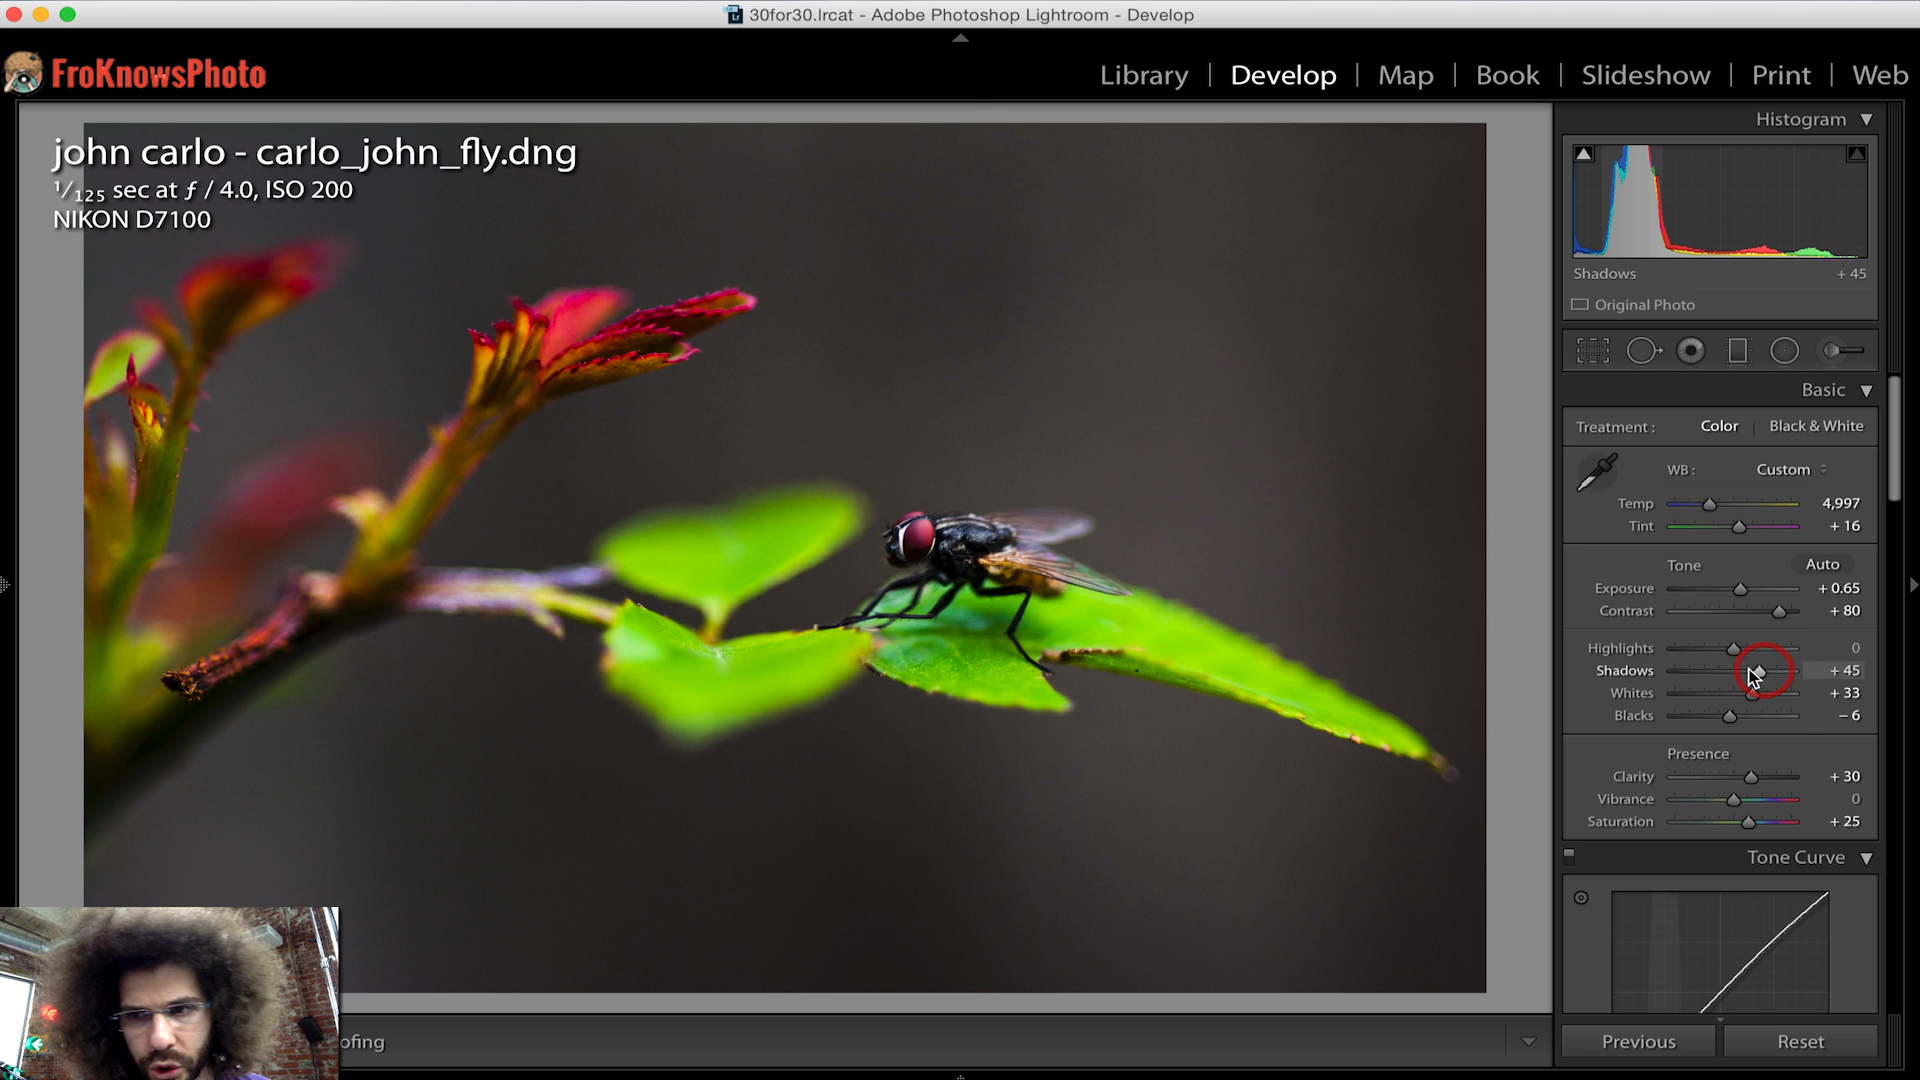 30for30.lrcat - Adobe Photoshop Lightroom - Develop
FroKnowsPhoto
Library | Develop | Map | Book | Slideshow | Print | Web
john carlo - carlo_john_fly.dng
1/125 sec at ƒ / 4.0, ISO 200
NIKON D7100
Histogram
Shadows + 45
Original Photo
Basic
Treatment : Color | Black & White
WB : Custom
Temp 4,997
Tint + 16
Tone Auto
Exposure + 0.65
Contrast + 80
Highlights 0
Shadows + 45
Whites + 33
Blacks – 6
Presence
Clarity + 30
Vibrance 0
Saturation + 25
Tone Curve
ofing
Previous Reset